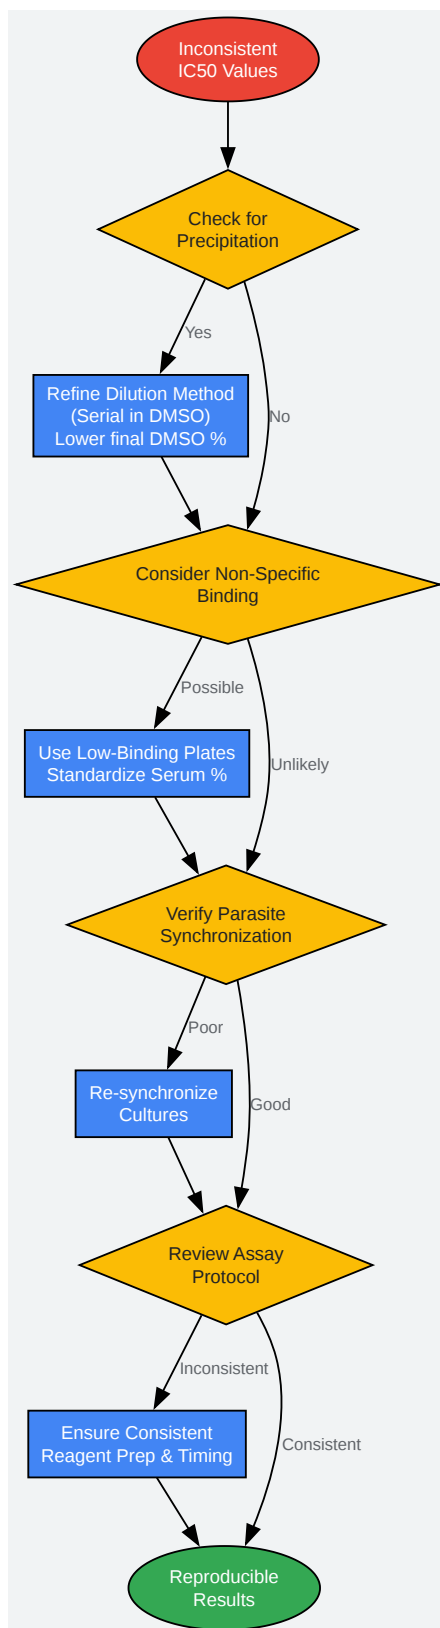 Inconsistent
IC50 Values
Check for
Precipitation
Yes
Refine Dilution Method
(Serial in DMSO)
Lower final DMSO %
No
Consider Non-Specific
Binding
Possible
Use Low-Binding Plates
Standardize Serum %
Unlikely
Verify Parasite
Synchronization
Poor
Re-synchronize
Cultures
Good
Review Assay
Protocol
Inconsistent
Ensure Consistent
Reagent Prep & Timing
Consistent
Reproducible
Results